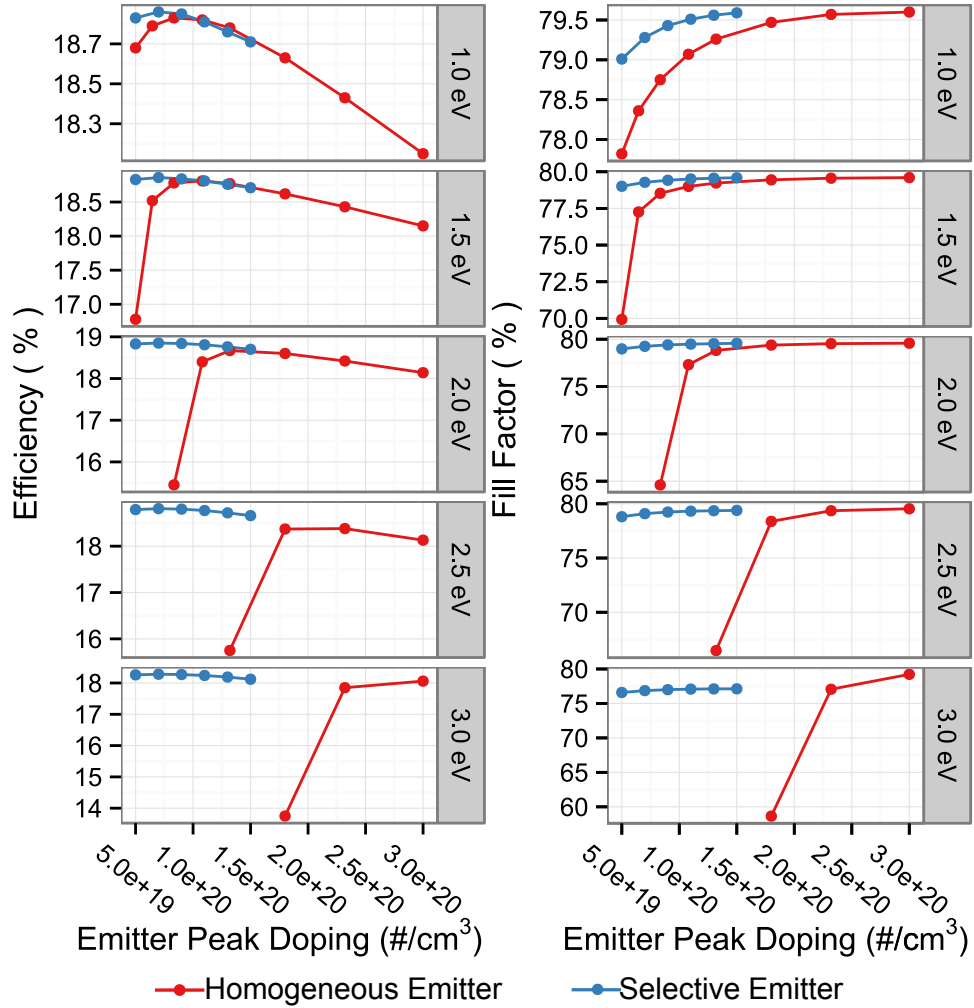 Efficiency ( % )
18.7
18.5
18.3
1.0 eV
18.5
18.0
17.5
17.0
1.5 eV
19
18
17
16
2.0 eV
18
17
16
2.5 eV
18
17
16
15
14
3.0 eV
5.0e+19
1.0e+20
1.5e+20
2.0e+20
2.5e+20
3.0e+20
Emitter Peak Doping (#/cm³)
Fill Factor ( % )
79.5
79.0
78.5
78.0
1.0 eV
80.0
77.5
75.0
72.5
70.0
1.5 eV
80
75
70
65
2.0 eV
80
75
70
2.5 eV
80
75
70
65
60
3.0 eV
5.0e+19
1.0e+20
1.5e+20
2.0e+20
2.5e+20
3.0e+20
Emitter Peak Doping (#/cm³)
Homogeneous Emitter
Selective Emitter